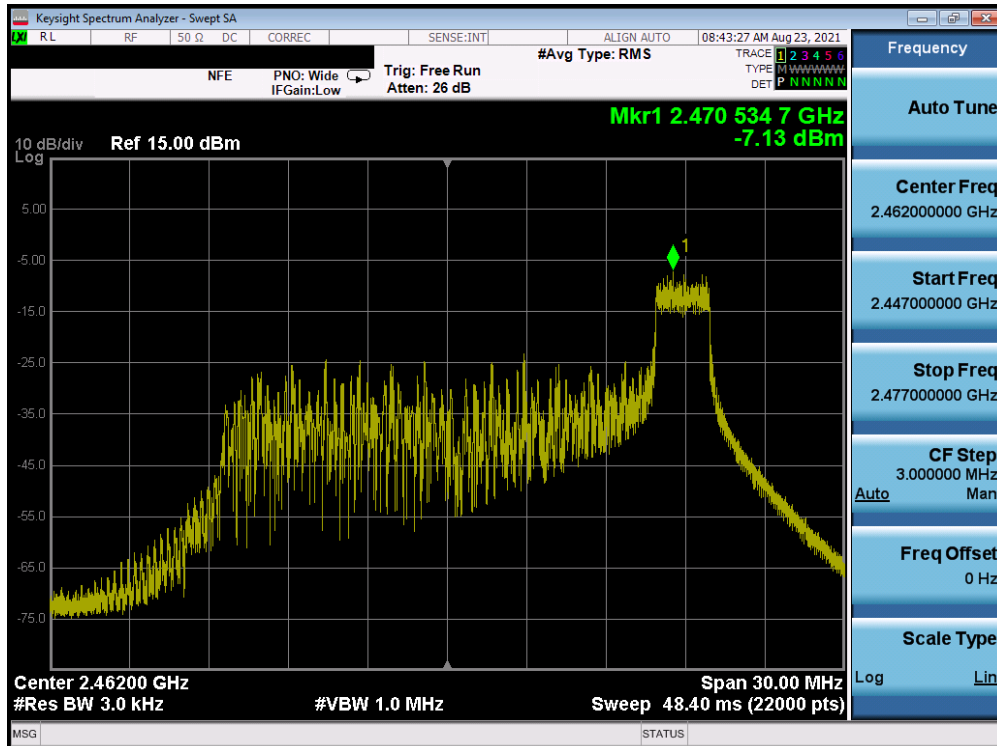 Keysight Spectrum Analyzer - Swept SA
LXI RL RF 50 Ω DC CORREC SENSE:INT ALIGN AUTO 08:43:27 AM Aug 23, 2021
NFE PNO: Wide Trig: Free Run #Avg Type: RMS TRACE 1 2 3 4 5 6
IFGain:Low Atten: 26 dB TYPE M WWWWW
DET P N N N N N
Mkr1 2.470 534 7 GHz
-7.13 dBm
10 dB/div Ref 15.00 dBm
Log
5.00
-5.00
-15.0
-25.0
-35.0
-45.0
-55.0
-65.0
-75.0
1
Center 2.46200 GHz Span 30.00 MHz
#Res BW 3.0 kHz #VBW 1.0 MHz Sweep 48.40 ms (22000 pts)
MSG STATUS
Frequency
Auto Tune
Center Freq
2.462000000 GHz
Start Freq
2.447000000 GHz
Stop Freq
2.477000000 GHz
CF Step
3.000000 MHz
Auto Man
Freq Offset
0 Hz
Scale Type
Log Lin